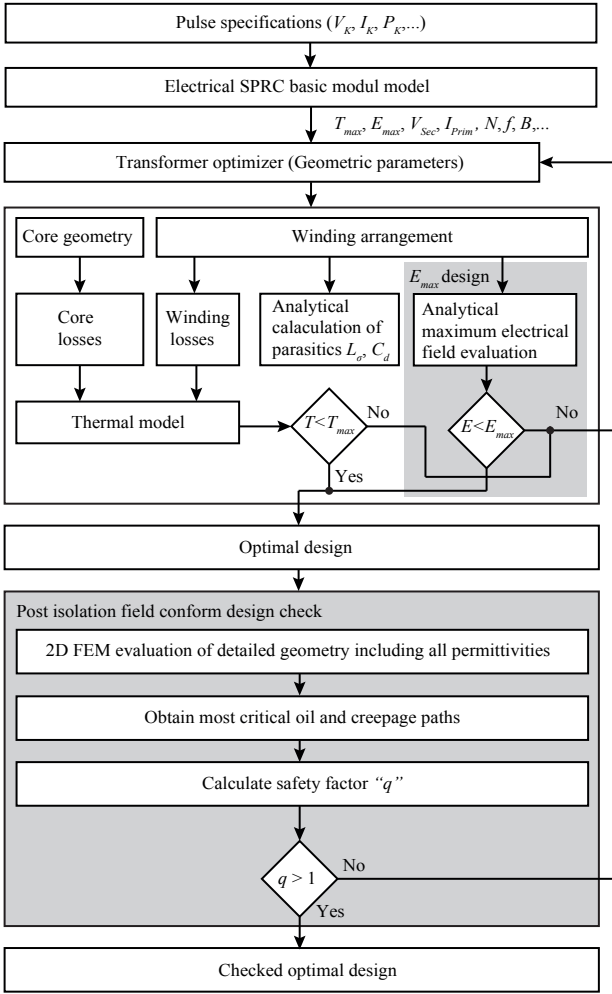 Pulse specifications (V_K, I_K, P_K,...)
Electrical SPRC basic modul model
T_max, E_max, V_Sec, I_Prim, N, f, B,...
Transformer optimizer (Geometric parameters)
Core geometry
Winding arrangement
E_max design
Core
losses
Winding
losses
Analytical
calaculation of
parasitics L_σ, C_d
Analytical
maximum electrical
field evaluation
Thermal model
T<T_max
No
Yes
E<E_max
No
Optimal design
Post isolation field conform design check
2D FEM evaluation of detailed geometry including all permittivities
Obtain most critical oil and creepage paths
Calculate safety factor “q”
q > 1
No
Yes
Checked optimal design